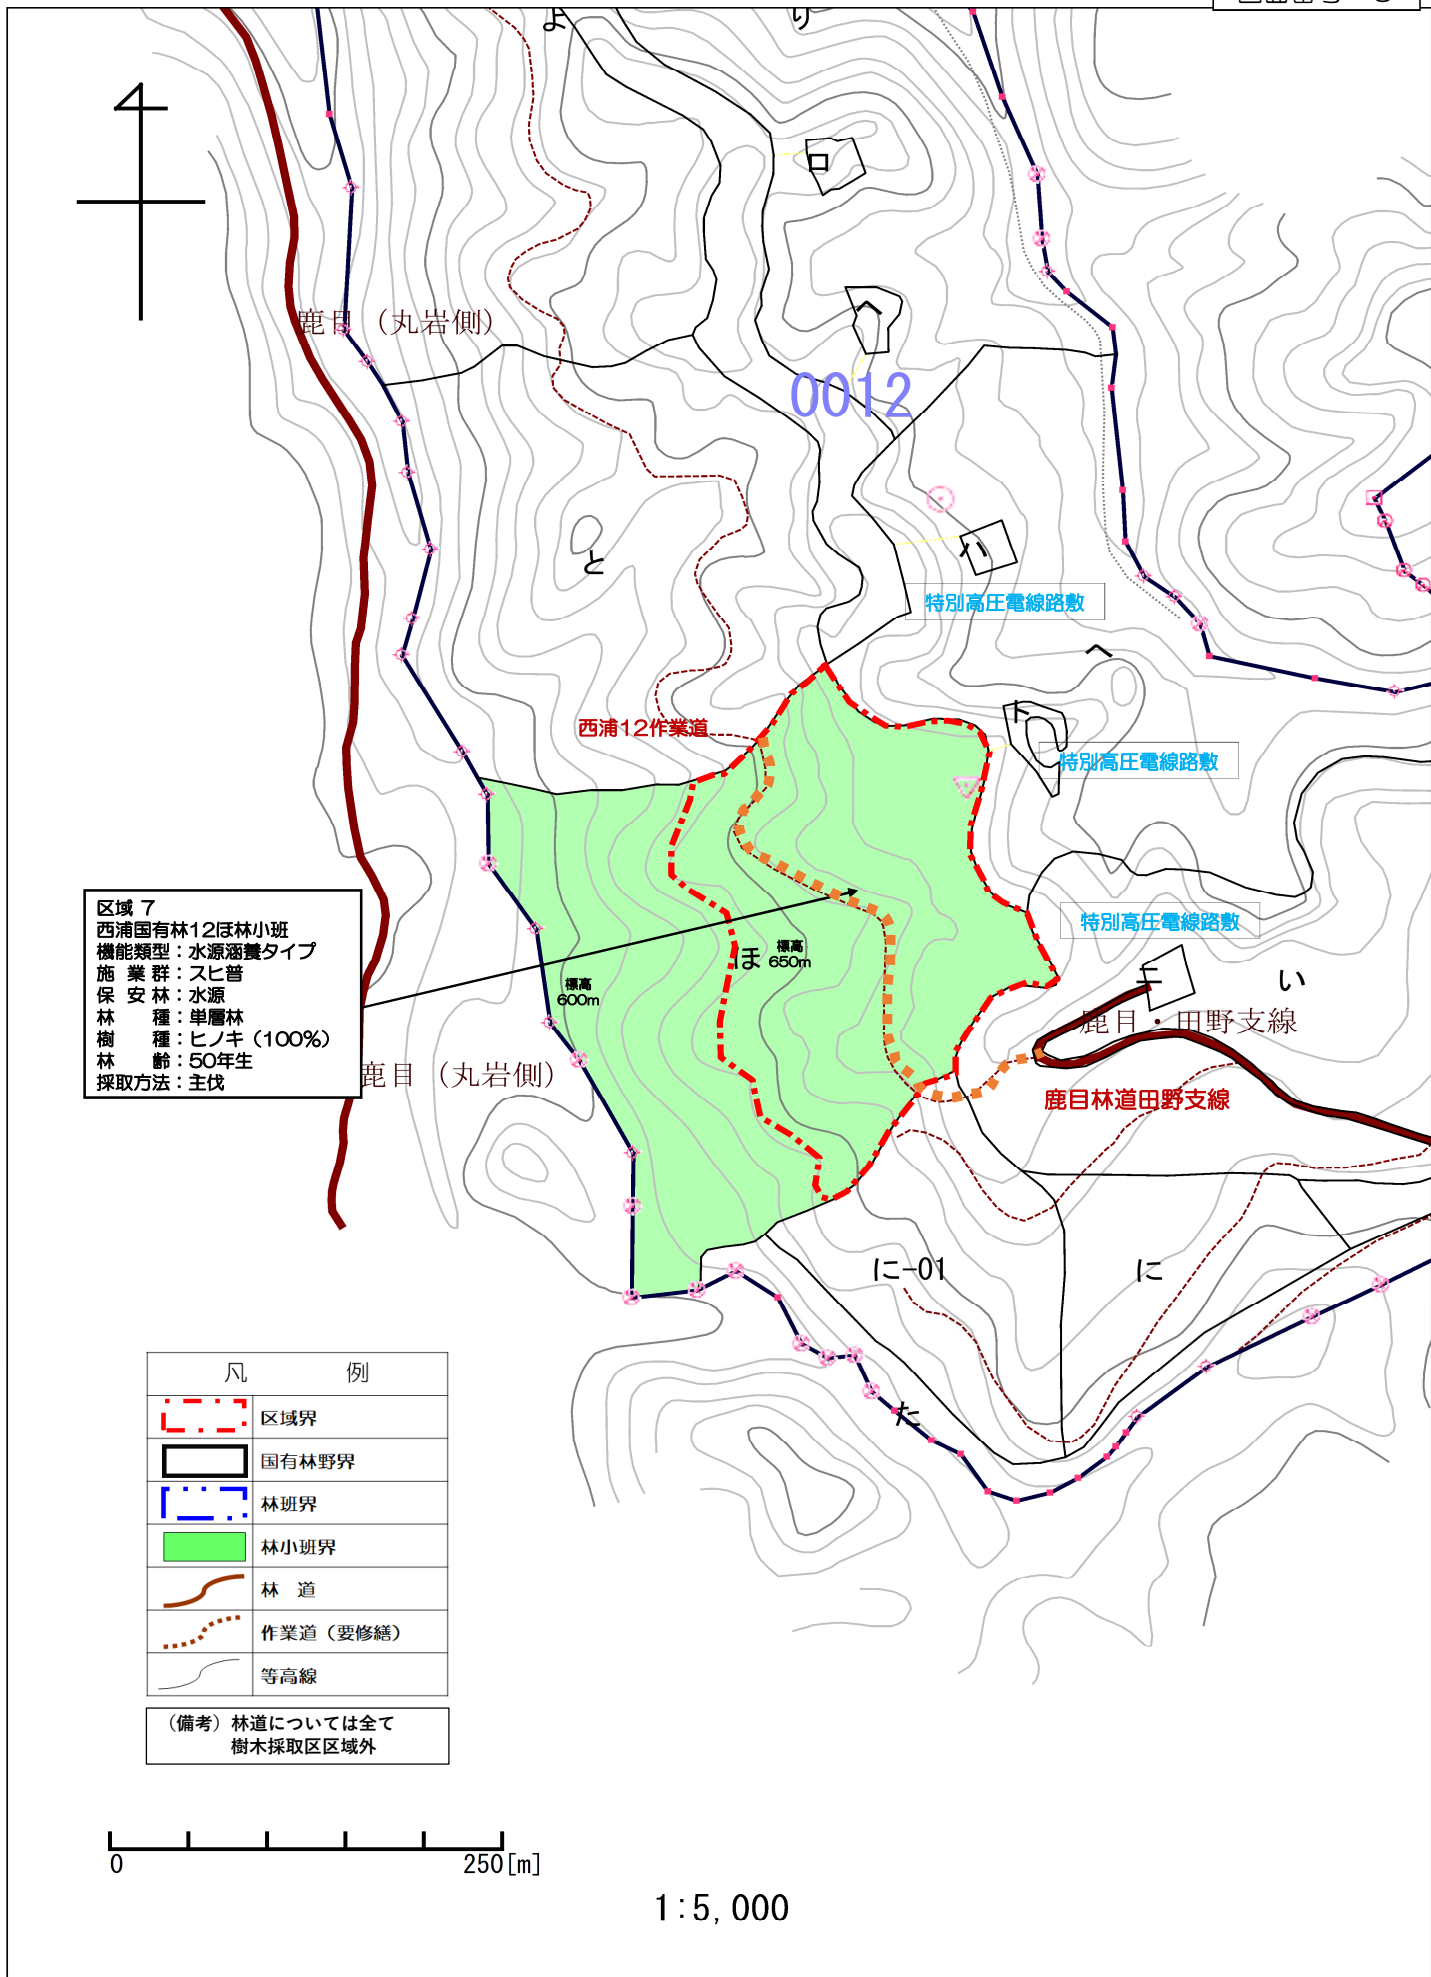 よ
り
ロ
鹿目（丸岩側）
ヘ
0012
と
ハ
特別高圧電線路敷
へ
ト
西浦12作業道
特別高圧電線路敷
区域 7
西浦国有林12ほ林小班
機能類型：水源涵養タイプ
施 業 群：スヒ普
保 安 林：水源
林　　種：単層林
樹　　種：ヒノキ（100％）
林　　齢：50年生
採取方法：主伐
特別高圧電線路敷
ほ
標高
650m
標高
600m
ニ
い
鹿目・田野支線
鹿目（丸岩側）
鹿目林道田野支線
に-01
に
た
凡　例
区域界
国有林野界
林班界
林小班界
林　道
作業道（要修繕）
等高線
（備考）林道については全て
樹木採取区区域外
0
250[m]
1:5,000